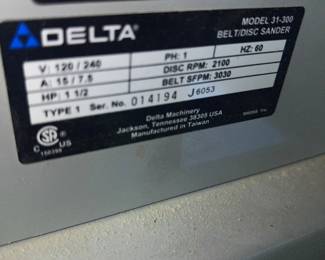 DELTA
MODEL 31-300
BELT/DISC SANDER
V: 120 / 240 PH: 1 HZ: 60
A: 15 / 7.5 DISC RPM: 2100
HP: 1 1/2 BELT SFPM: 3030
TYPE 1 Ser. No. 014194 J6053
Delta Machinery
Jackson, Tennessee 38305 USA
Manufactured in Taiwan
C SA US